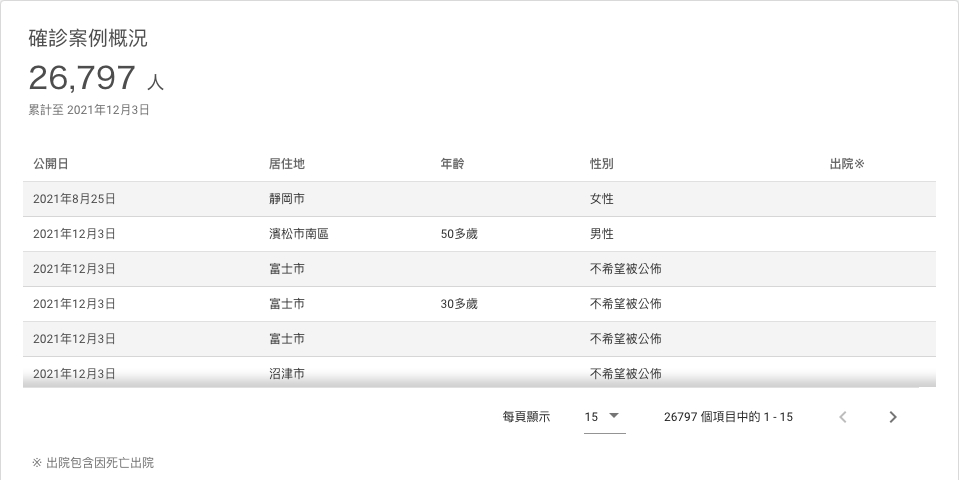 確診案例概況
26,797 人
累計至 2021年12月3日
公開日 居住地 年齡 性別 出院※
2021年8月25日 靜岡市 女性
2021年12月3日 濱松市南區 50多歲 男性
2021年12月3日 富士市 不希望被公佈
2021年12月3日 富士市 30多歲 不希望被公佈
2021年12月3日 富士市 不希望被公佈
2021年12月3日 沼津市 不希望被公佈
每頁顯示 15 26797 個項目中的 1 - 15
※ 出院包含因死亡出院